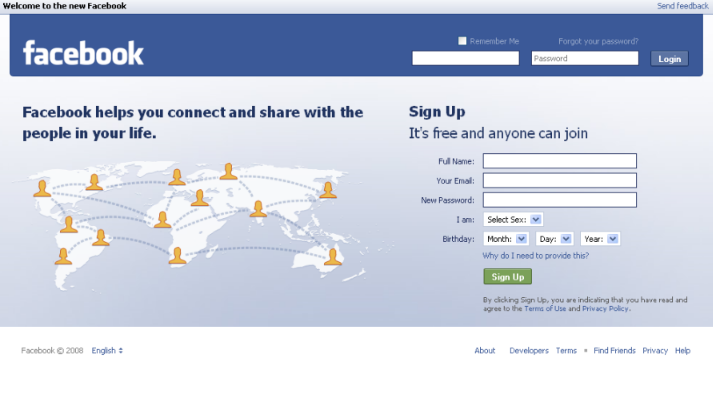 Welcome to the new Facebook
Send feedback
facebook
Remember Me
Forgot your password?
Password
Login
Facebook helps you connect and share with the
people in your life.
Sign Up
It's free and anyone can join
Full Name:
Your Email:
New Password:
I am:
Select Sex:
Birthday:
Month:
Day:
Year:
Why do I need to provide this?
Sign Up
By clicking Sign Up, you are indicating that you have read and
agree to the Terms of Use and Privacy Policy.
Facebook © 2008 English
About Developers Terms • Find Friends Privacy Help